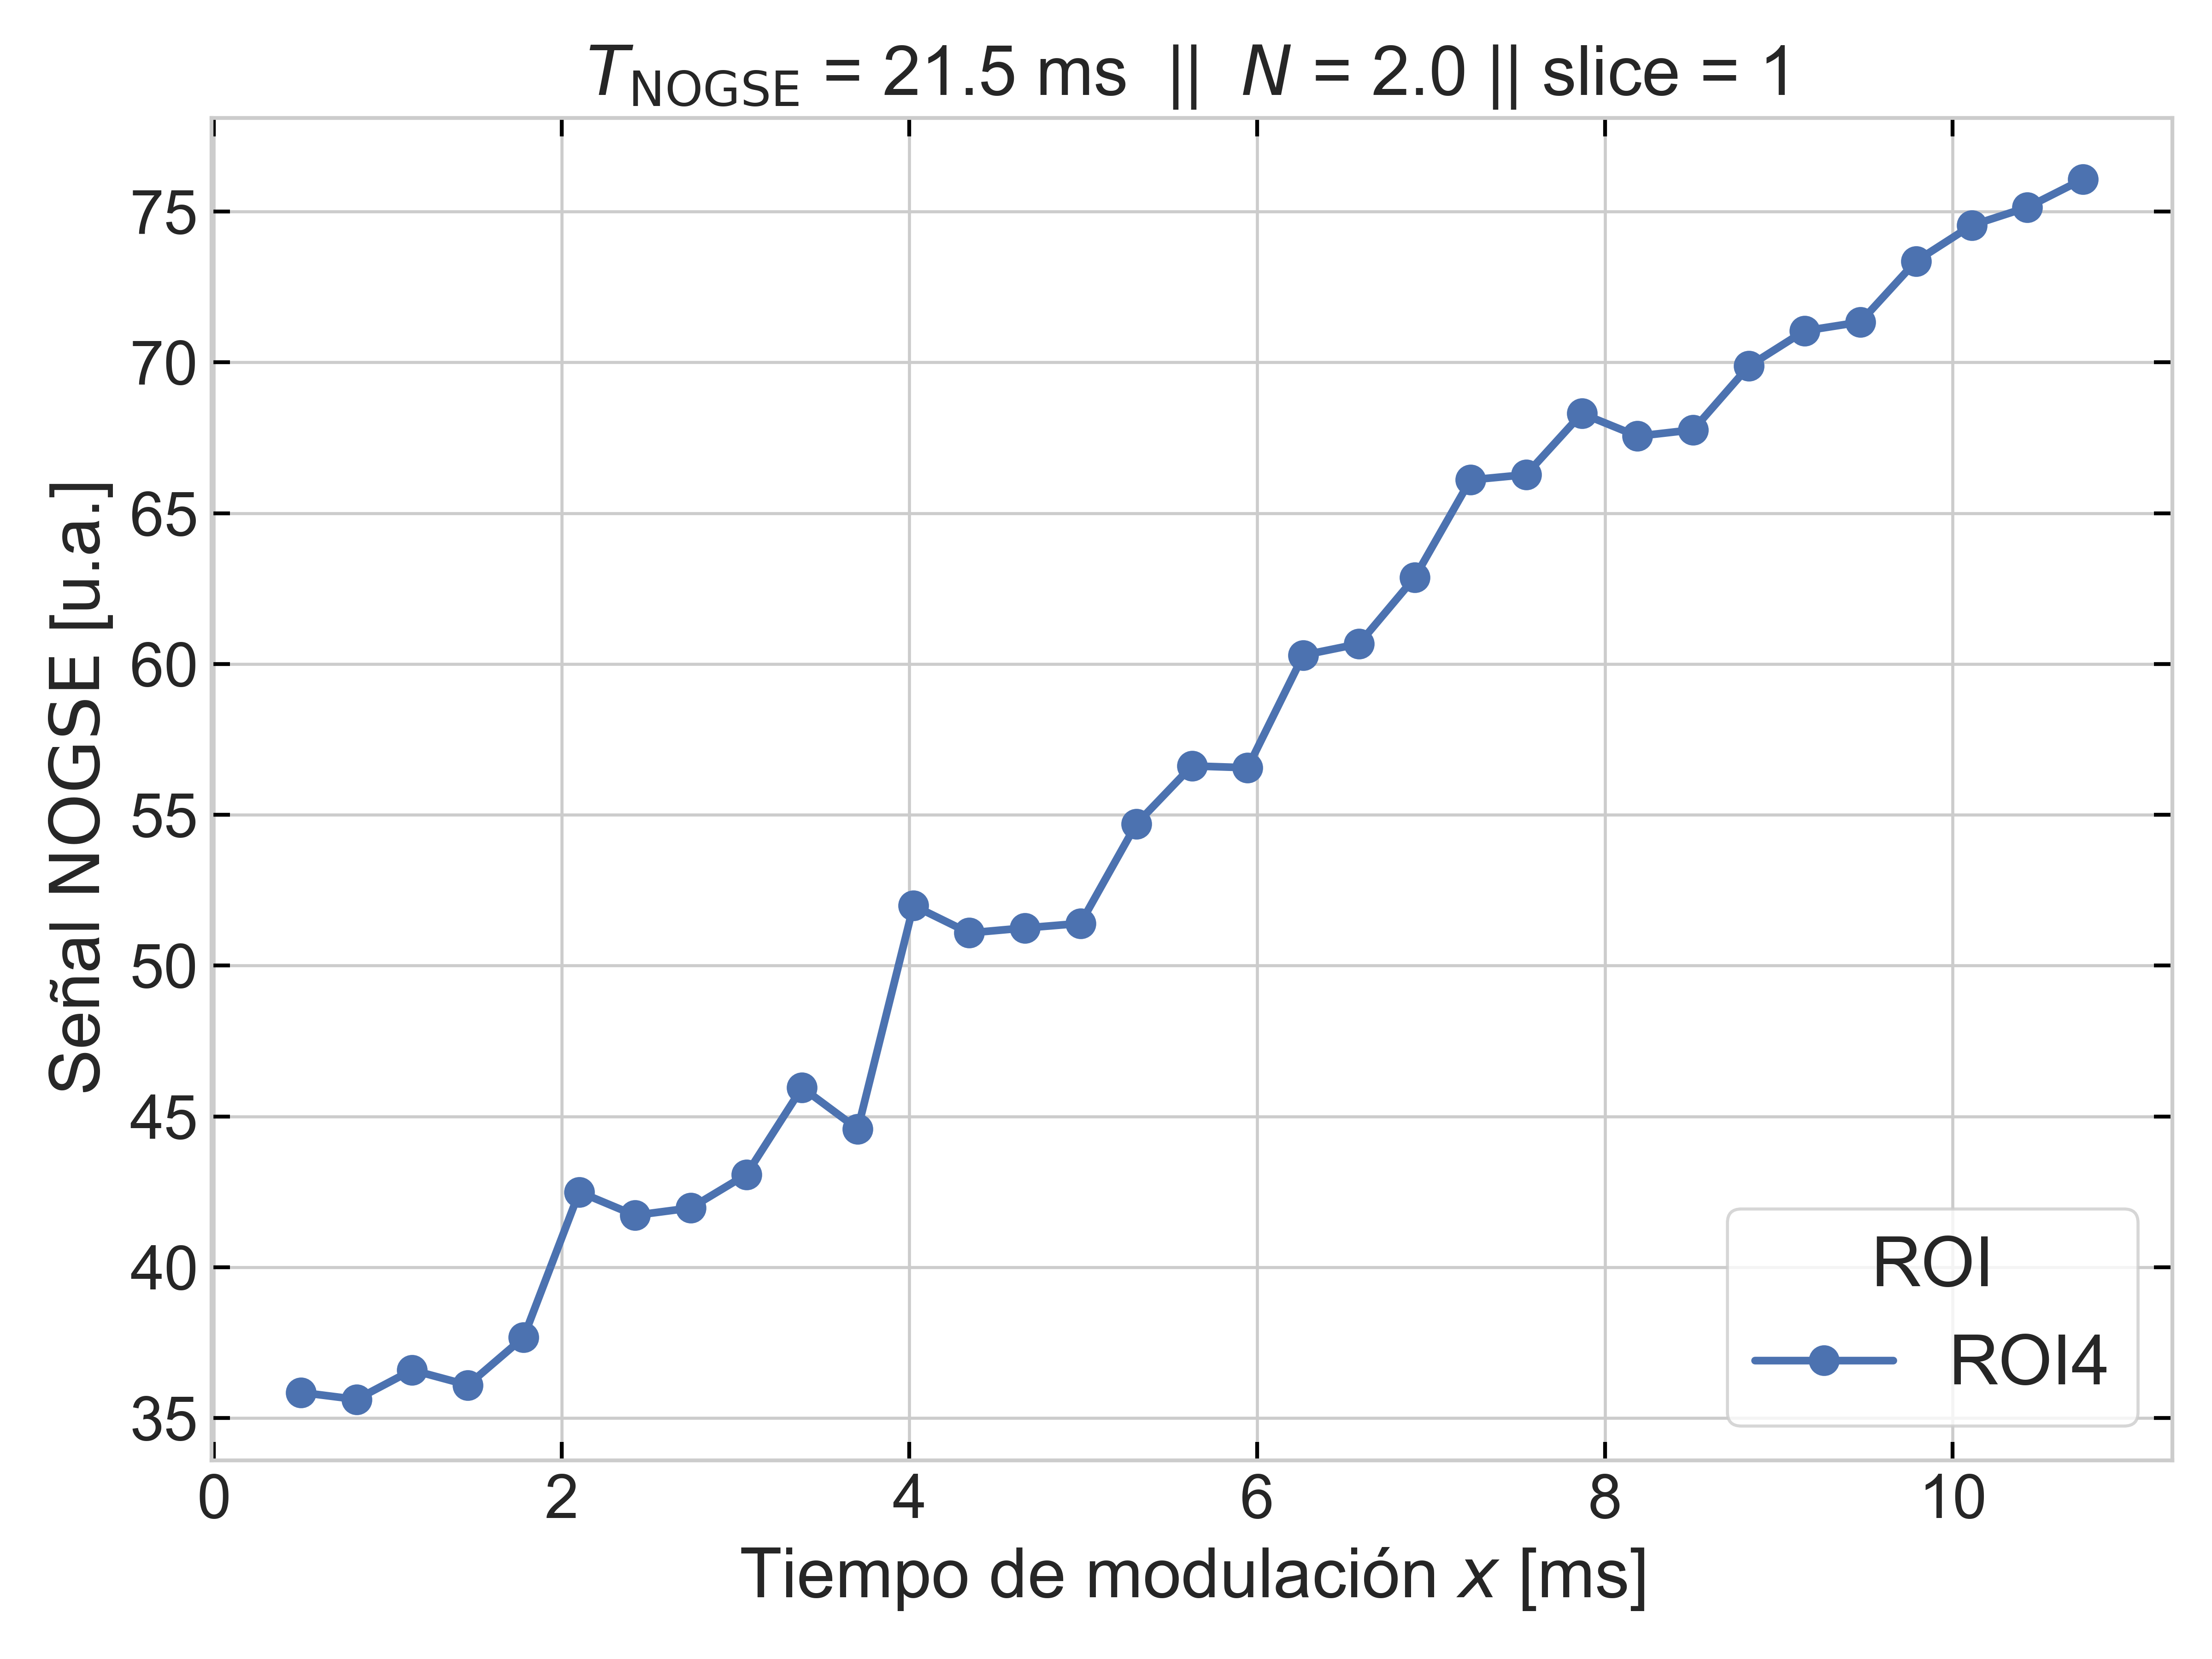 T_NOGSE = 21.5 ms || N = 2.0 || slice = 1
Señal NOGSE [u.a.]
75
70
65
60
55
50
45
40
35
ROI
ROI4
0 2 4 6 8 10
Tiempo de modulación x [ms]